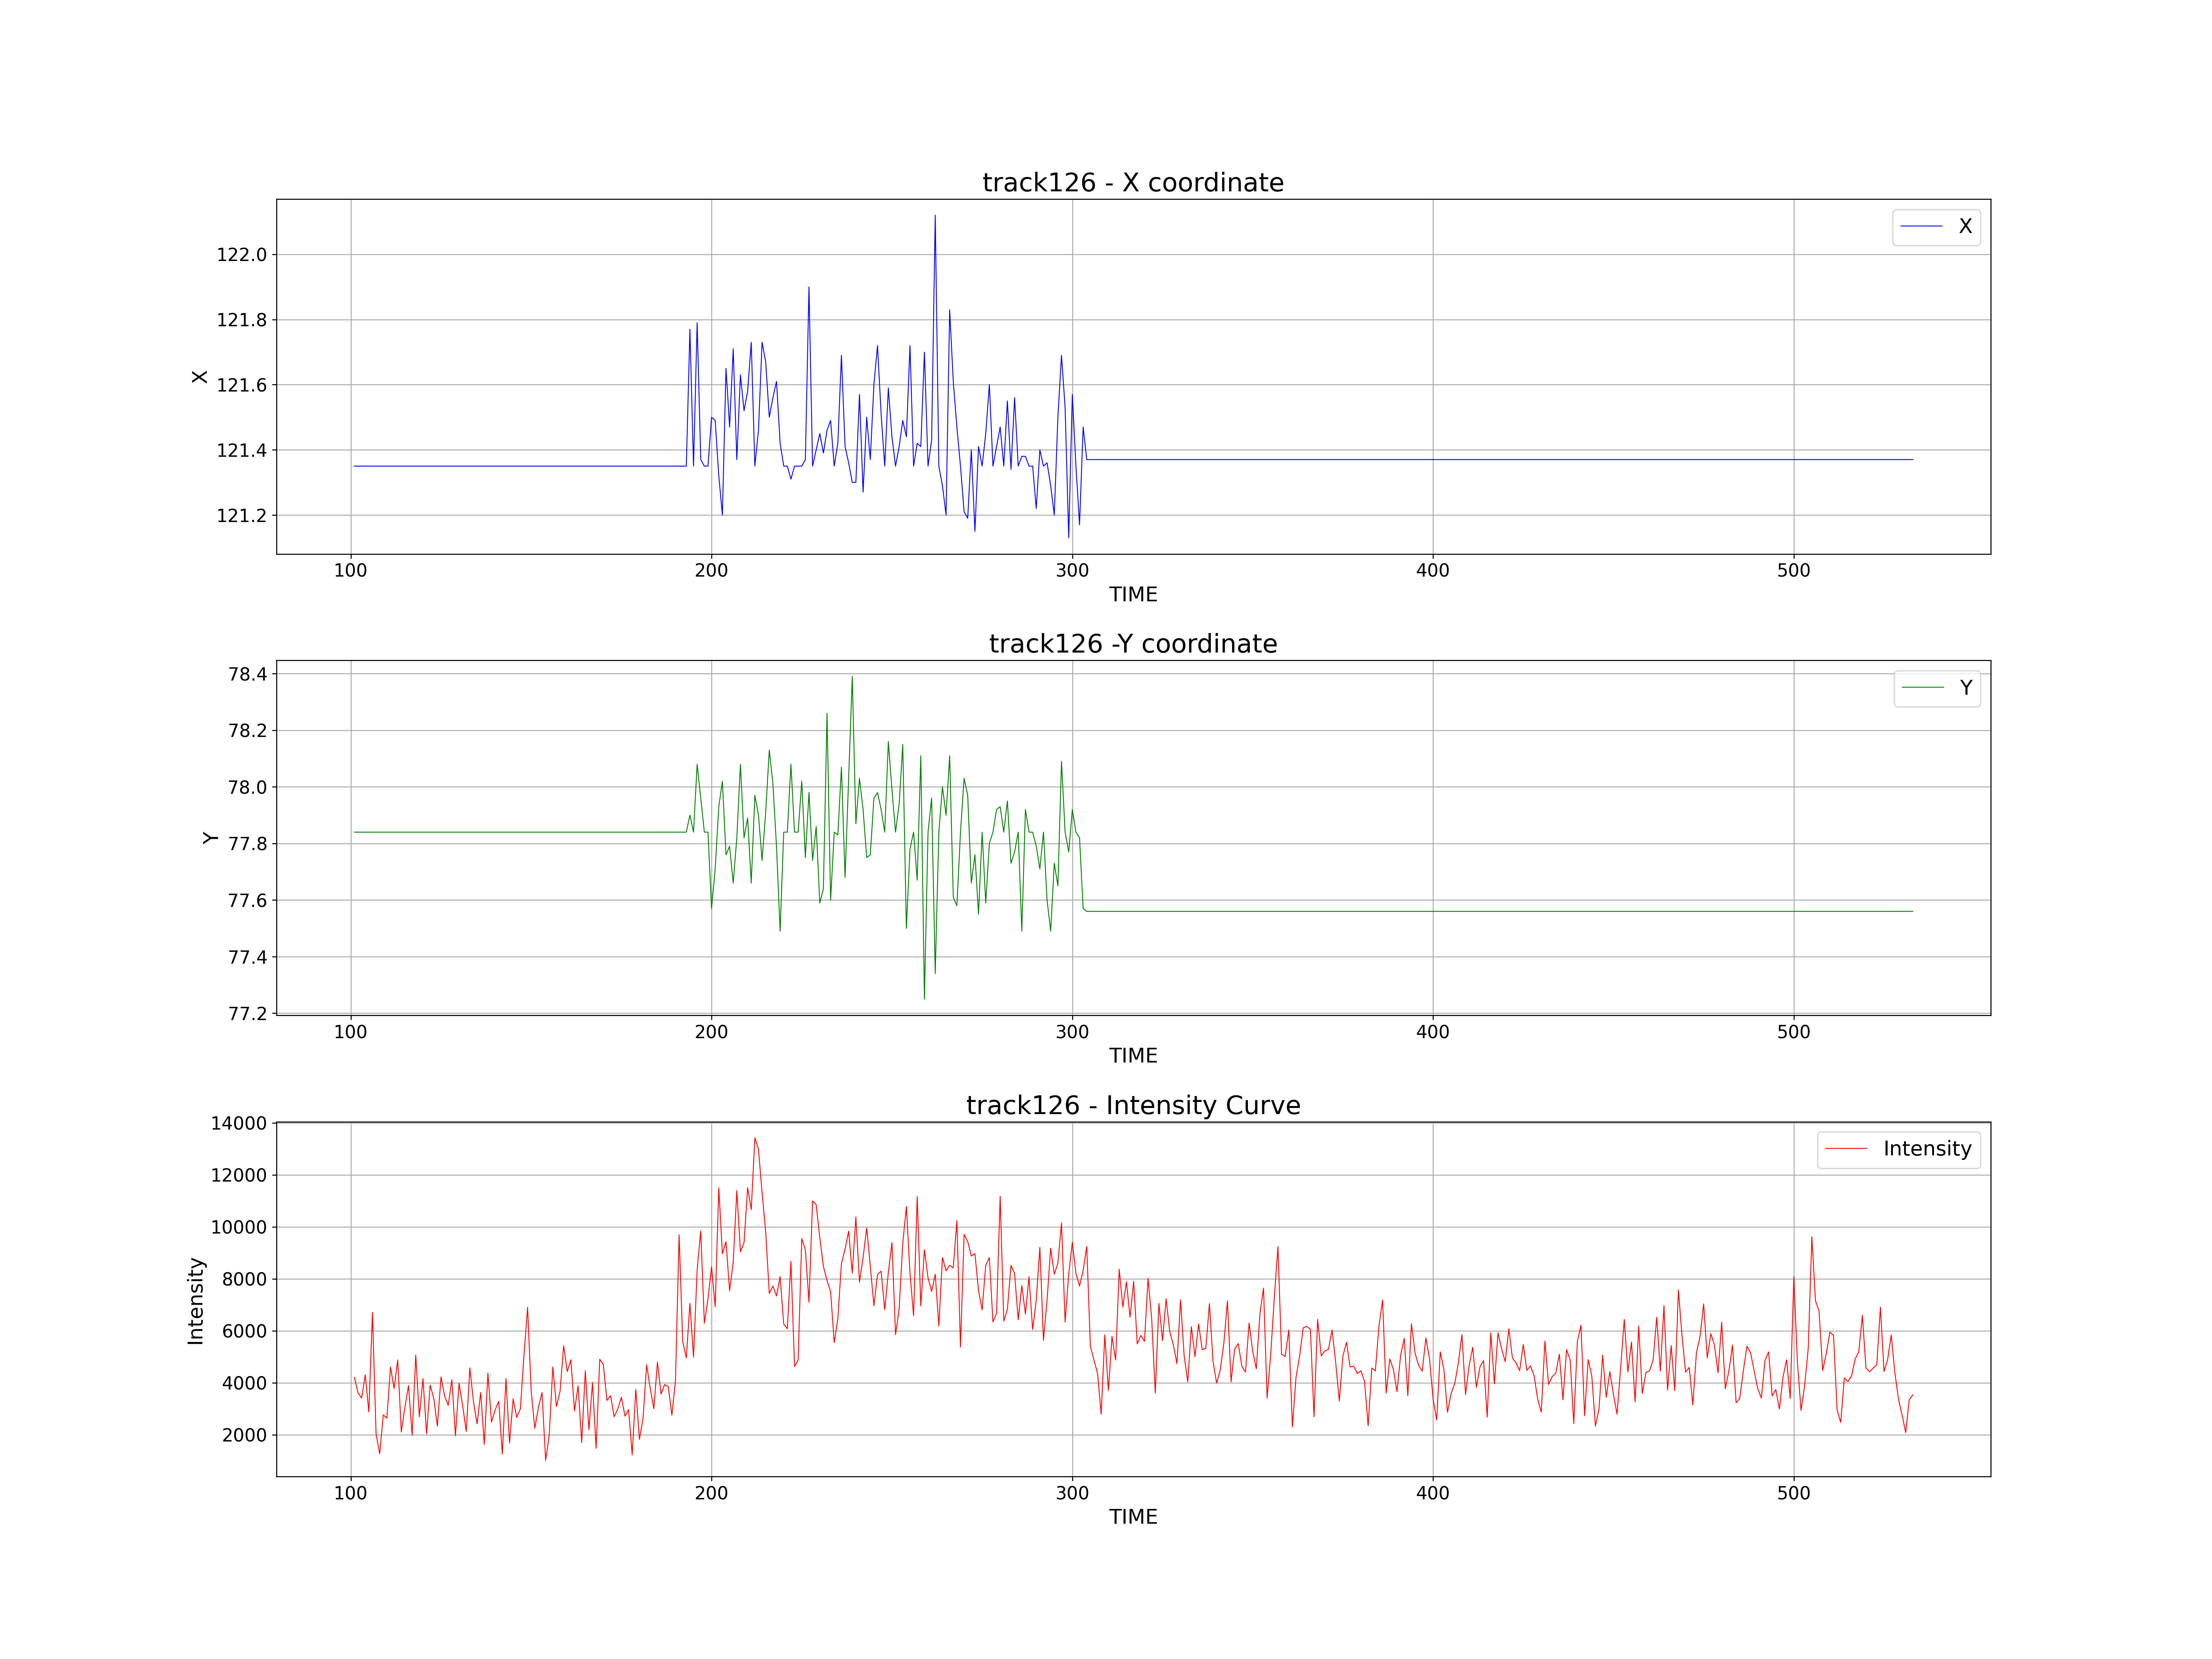 track126 - X coordinate
X
122.0
121.8
121.6
121.4
121.2
X
100 200 300 400 500
TIME
track126 -Y coordinate
Y
78.4
78.2
78.0
77.8
77.6
77.4
77.2
Y
100 200 300 400 500
TIME
track126 - Intensity Curve
Intensity
14000
12000
10000
8000
6000
4000
2000
Intensity
100 200 300 400 500
TIME